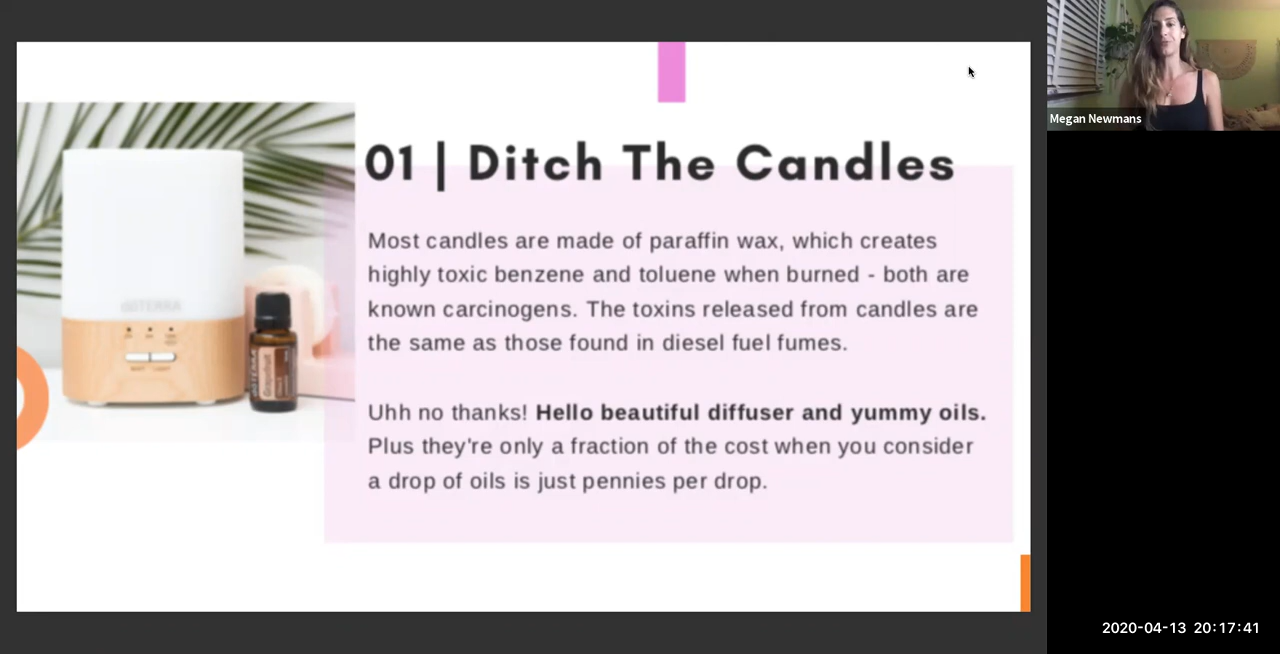 01 | Ditch The Candles
Most candles are made of paraffin wax, which creates
highly toxic benzene and toluene when burned - both are
known carcinogens. The toxins released from candles are
the same as those found in diesel fuel fumes.
Uhh no thanks! Hello beautiful diffuser and yummy oils.
Plus they're only a fraction of the cost when you consider
a drop of oils is just pennies per drop.
dōTERRA
dōTERRA
Grapefruit
Megan Newmans
2020-04-13 20:17:41